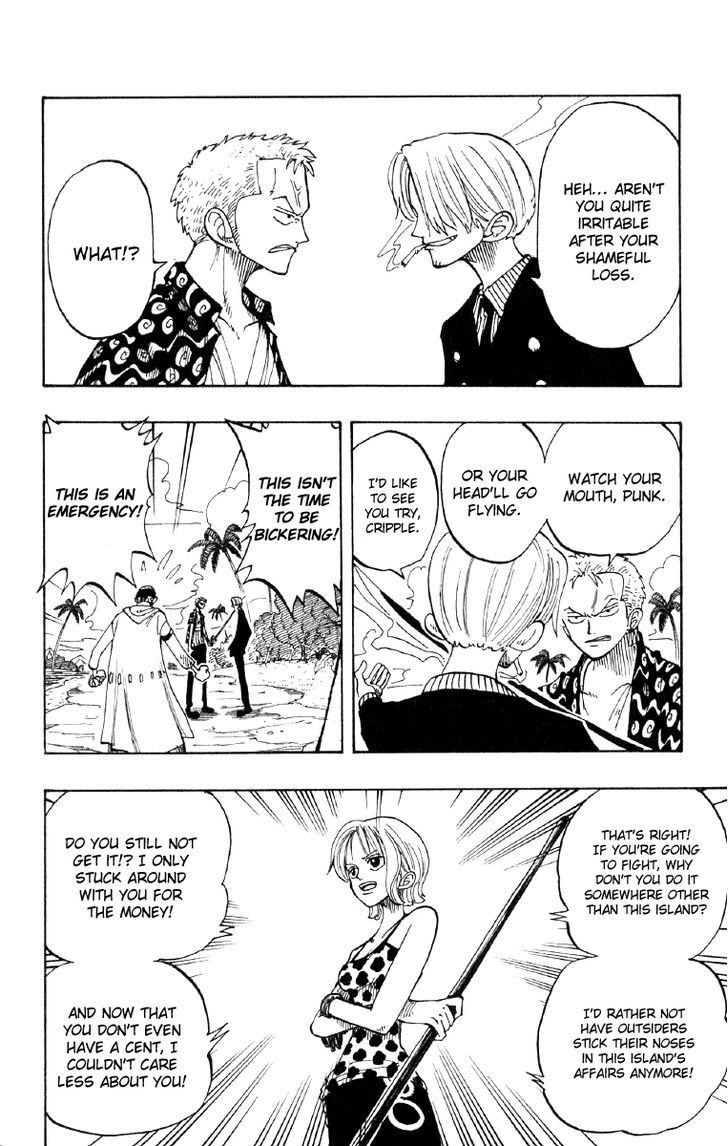 HEH... AREN'T
YOU QUITE
IRRITABLE
AFTER YOUR
SHAMEFUL
LOSS.
WHAT!?
WATCH YOUR
MOUTH, PUNK.
OR YOUR
HEAD'LL GO
FLYING.
I'D LIKE
TO SEE
YOU TRY,
CRIPPLE.
THIS ISN'T
THE TIME
TO BE
BICKERING!
THIS IS AN
EMERGENCY!
THAT'S RIGHT!
IF YOU'RE GOING
TO FIGHT, WHY
DON'T YOU DO IT
SOMEWHERE OTHER
THAN THIS ISLAND?
I'D RATHER NOT
HAVE OUTSIDERS
STICK THEIR NOSES
IN THIS ISLAND'S
AFFAIRS ANYMORE!
DO YOU STILL NOT
GET IT!? I ONLY
STUCK AROUND
WITH YOU FOR
THE MONEY!
AND NOW THAT
YOU DON'T EVEN
HAVE A CENT, I
COULDN'T CARE
LESS ABOUT YOU!